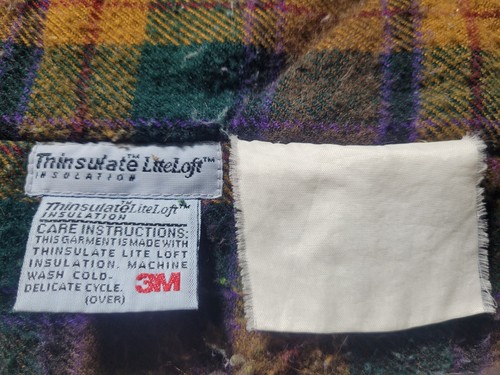 Thinsulate™ LiteLoft™
INSULATION
Thinsulate LiteLoft™
INSULATION
CARE INSTRUCTIONS:
THIS GARMENT IS MADE WITH
THINSULATE LITE LOFT
INSULATION. MACHINE
WASH COLD-
DELICATE CYCLE.
(OVER)
3M